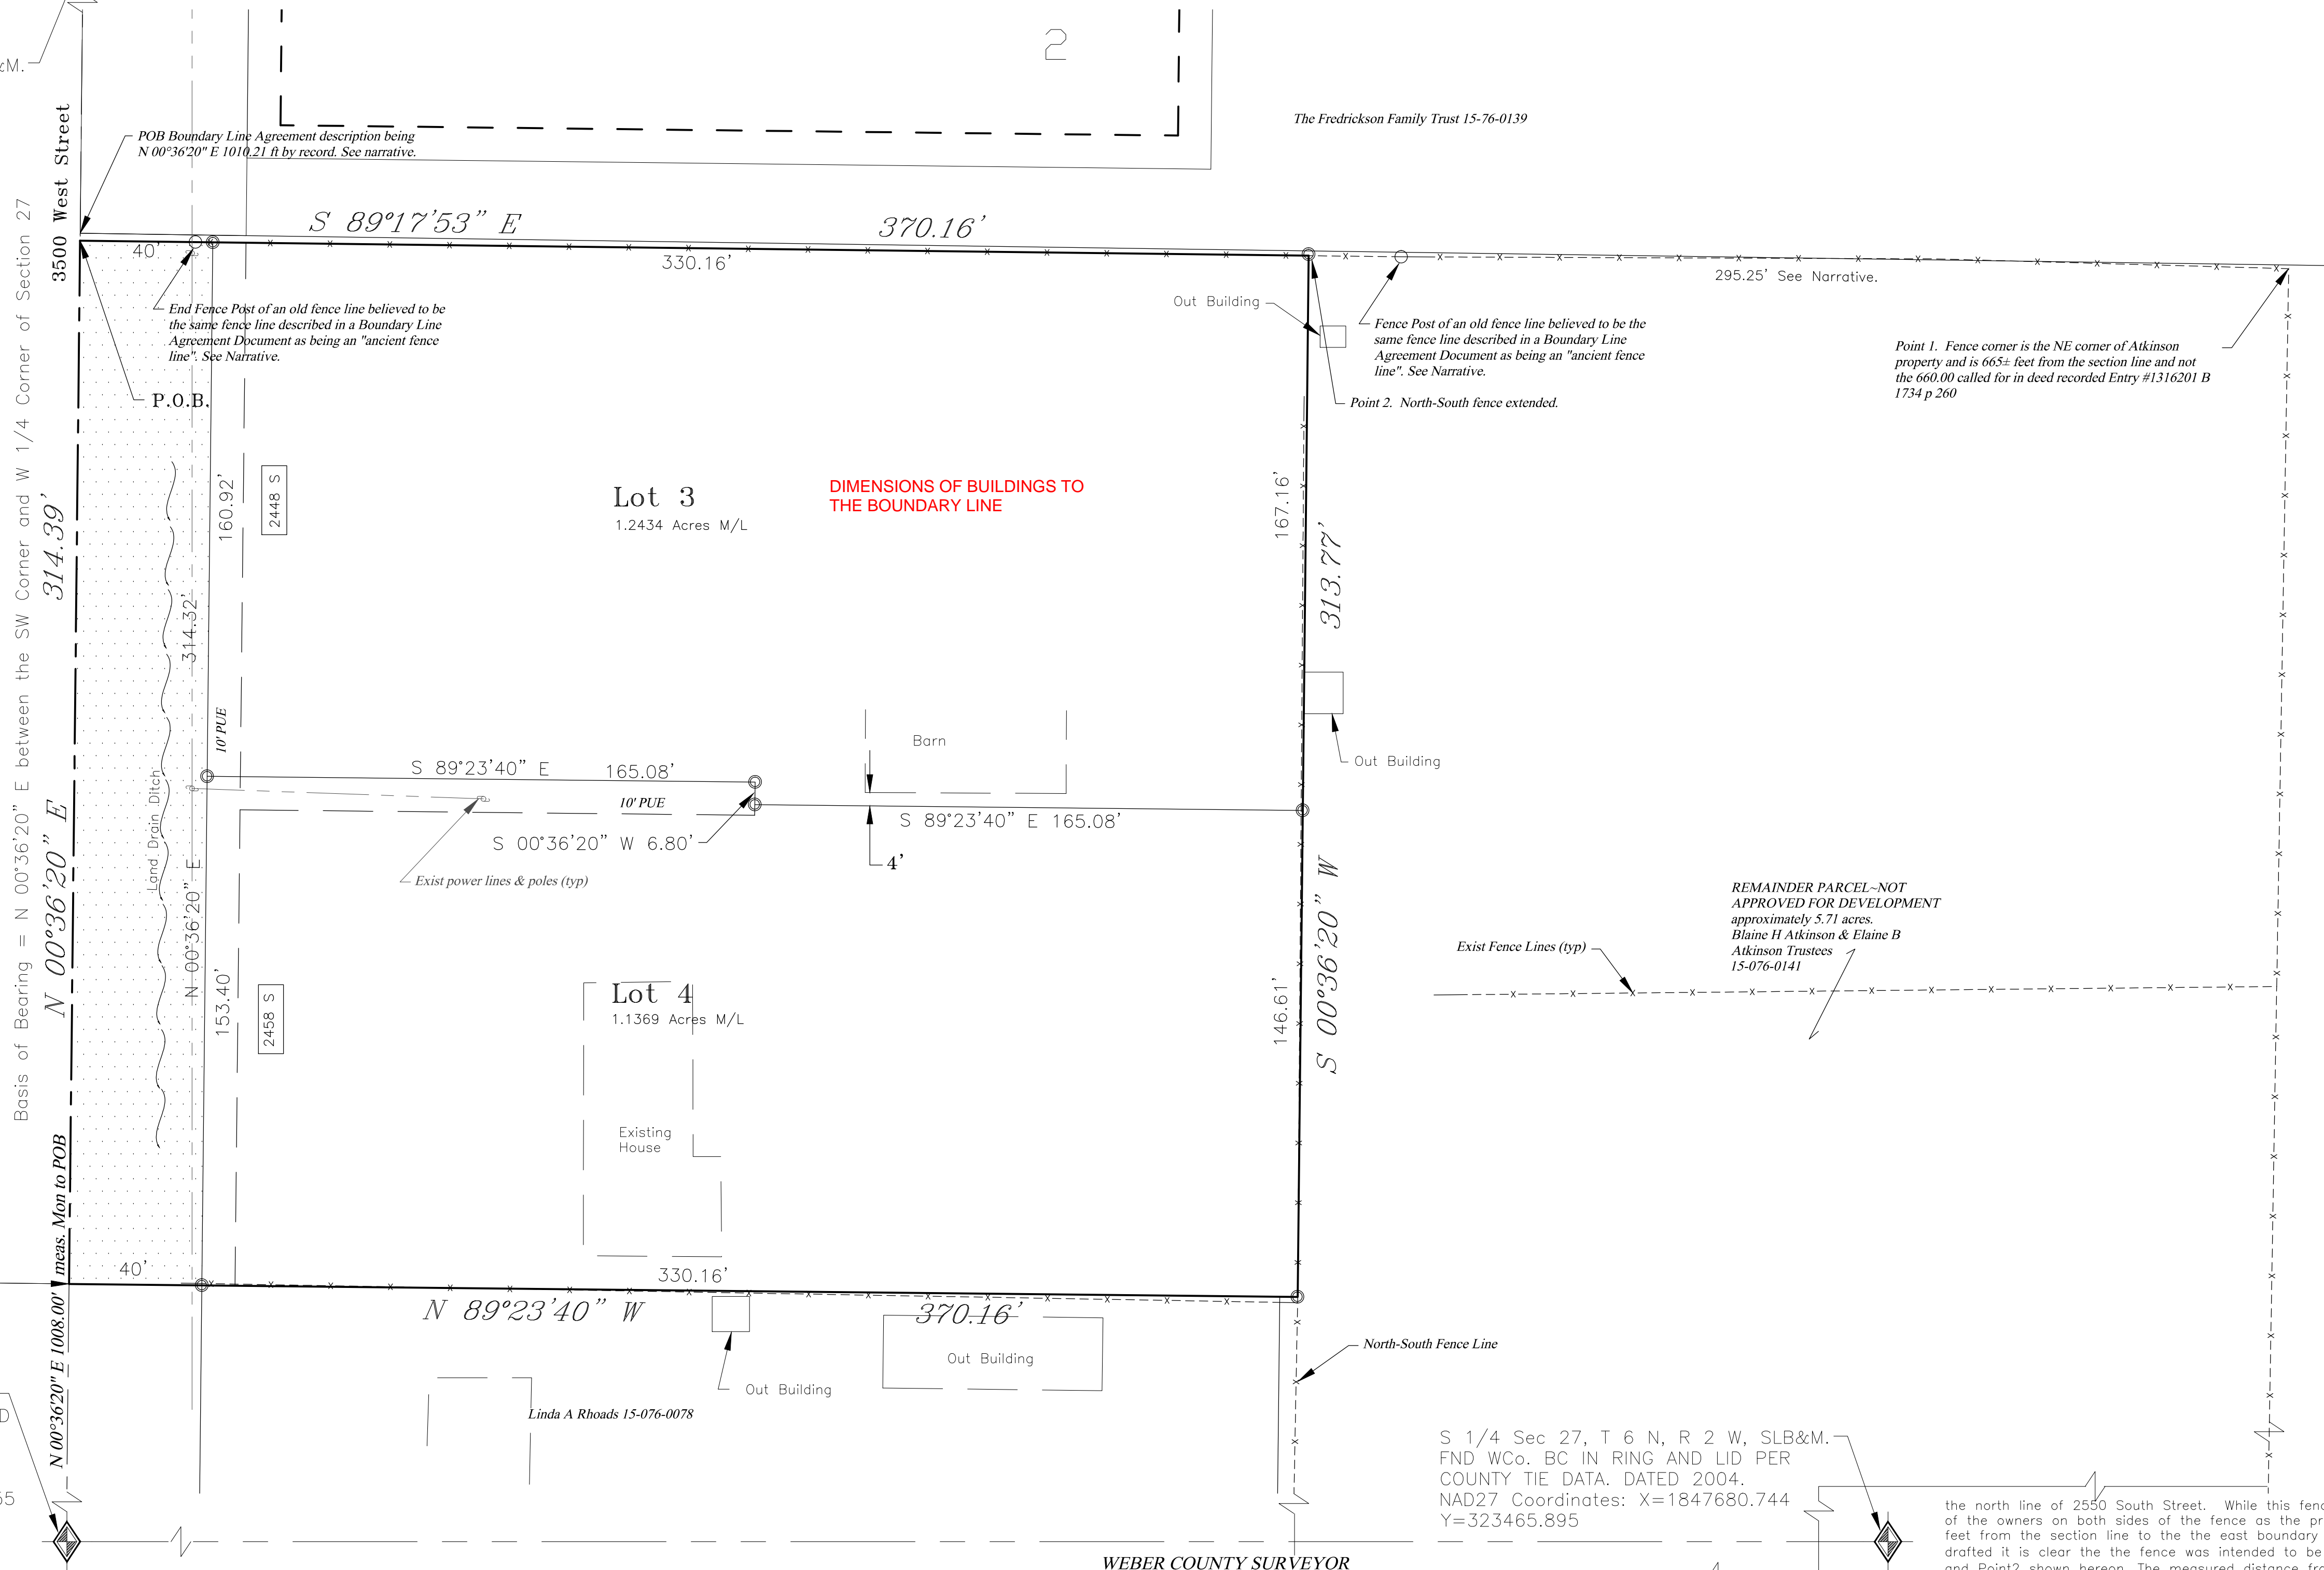 &M.
2
The Fredrickson Family Trust 15-76-0139
3500 West Street
POB Boundary Line Agreement description being
N 00°36'20" E 1010.21 ft by record. See narrative.
S 89°17'53" E
370.16'
40'
330.16'
295.25' See Narrative.
End Fence Post of an old fence line believed to be
the same fence line described in a Boundary Line
Agreement Document as being an "ancient fence
line". See Narrative.
P.O.B.
Out Building
Fence Post of an old fence line believed to be the
same fence line described in a Boundary Line
Agreement Document as being an "ancient fence
line". See Narrative.
Point 2. North-South fence extended.
Point 1. Fence corner is the NE corner of Atkinson
property and is 665± feet from the section line and not
the 660.00 called for in deed recorded Entry #1316201 B
1734 p 260
Basis of Bearing = N 00°36'20" E between the SW Corner and W 1/4 Corner of Section 27
314.39'
N 00°36'20" E
160.92'
2448 S
Lot 3
1.2434 Acres M/L
DIMENSIONS OF BUILDINGS TO
THE BOUNDARY LINE
167.16'
313.77'
314.32'
10' PUE
Land Drain Ditch
Barn
Out Building
S 89°23'40" E 165.08'
10' PUE
S 89°23'40" E 165.08'
S 00°36'20" W 6.80'
4'
Exist power lines & poles (typ)
N 00°36'20" E
S 00°36'20" W
REMAINDER PARCEL~NOT
APPROVED FOR DEVELOPMENT
approximately 5.71 acres.
Blaine H Atkinson & Elaine B
Atkinson Trustees
15-076-0141
Exist Fence Lines (typ)
153.40'
2458 S
Lot 4
1.1369 Acres M/L
146.61'
Existing
House
N 00°36'20" E 1008.00' meas. Mon to POB
40'
330.16'
N 89°23'40" W
370.16'
Out Building
Out Building
North-South Fence Line
Linda A Rhoads 15-076-0078
D
55
S 1/4 Sec 27, T 6 N, R 2 W, SLB&M.
FND WCo. BC IN RING AND LID PER
COUNTY TIE DATA. DATED 2004.
NAD27 Coordinates: X=1847680.744
Y=323465.895
the north line of 2550 South Street. While this fenc
of the owners on both sides of the fence as the pr
feet from the section line to the the east boundary
drafted it is clear the the fence was intended to be
and Point2 shown hereon. The measured distance fro
WEBER COUNTY SURVEYOR